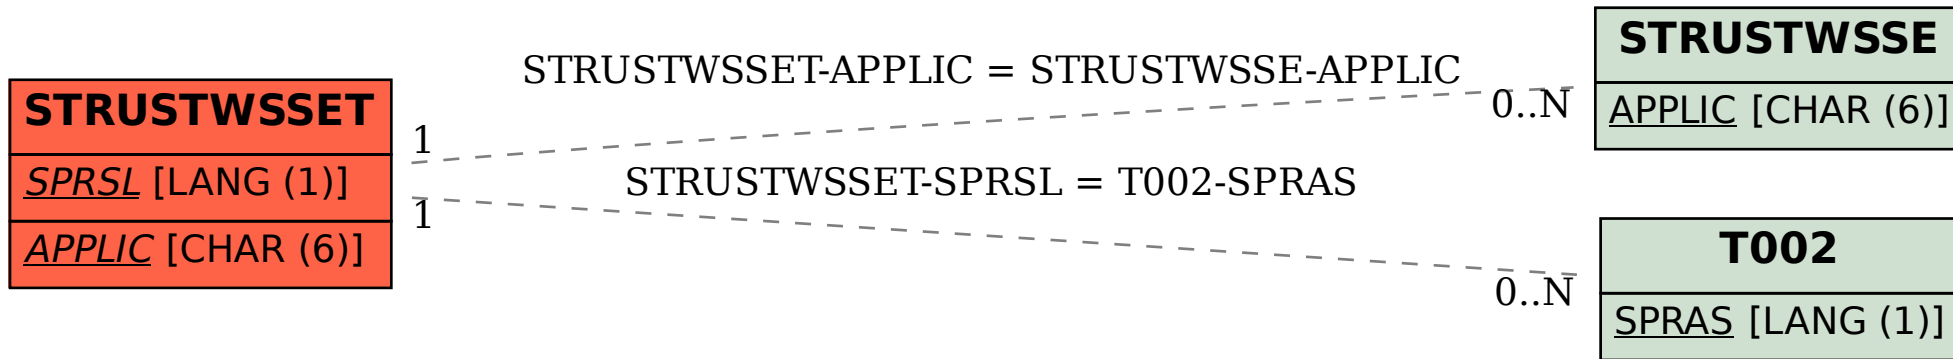 STRUSTWSSET
SPRSL [LANG (1)]
APPLIC [CHAR (6)]
STRUSTWSSET-APPLIC = STRUSTWSSE-APPLIC
1
0..N
STRUSTWSSET-SPRSL = T002-SPRAS
1
0..N
STRUSTWSSE
APPLIC [CHAR (6)]
T002
SPRAS [LANG (1)]